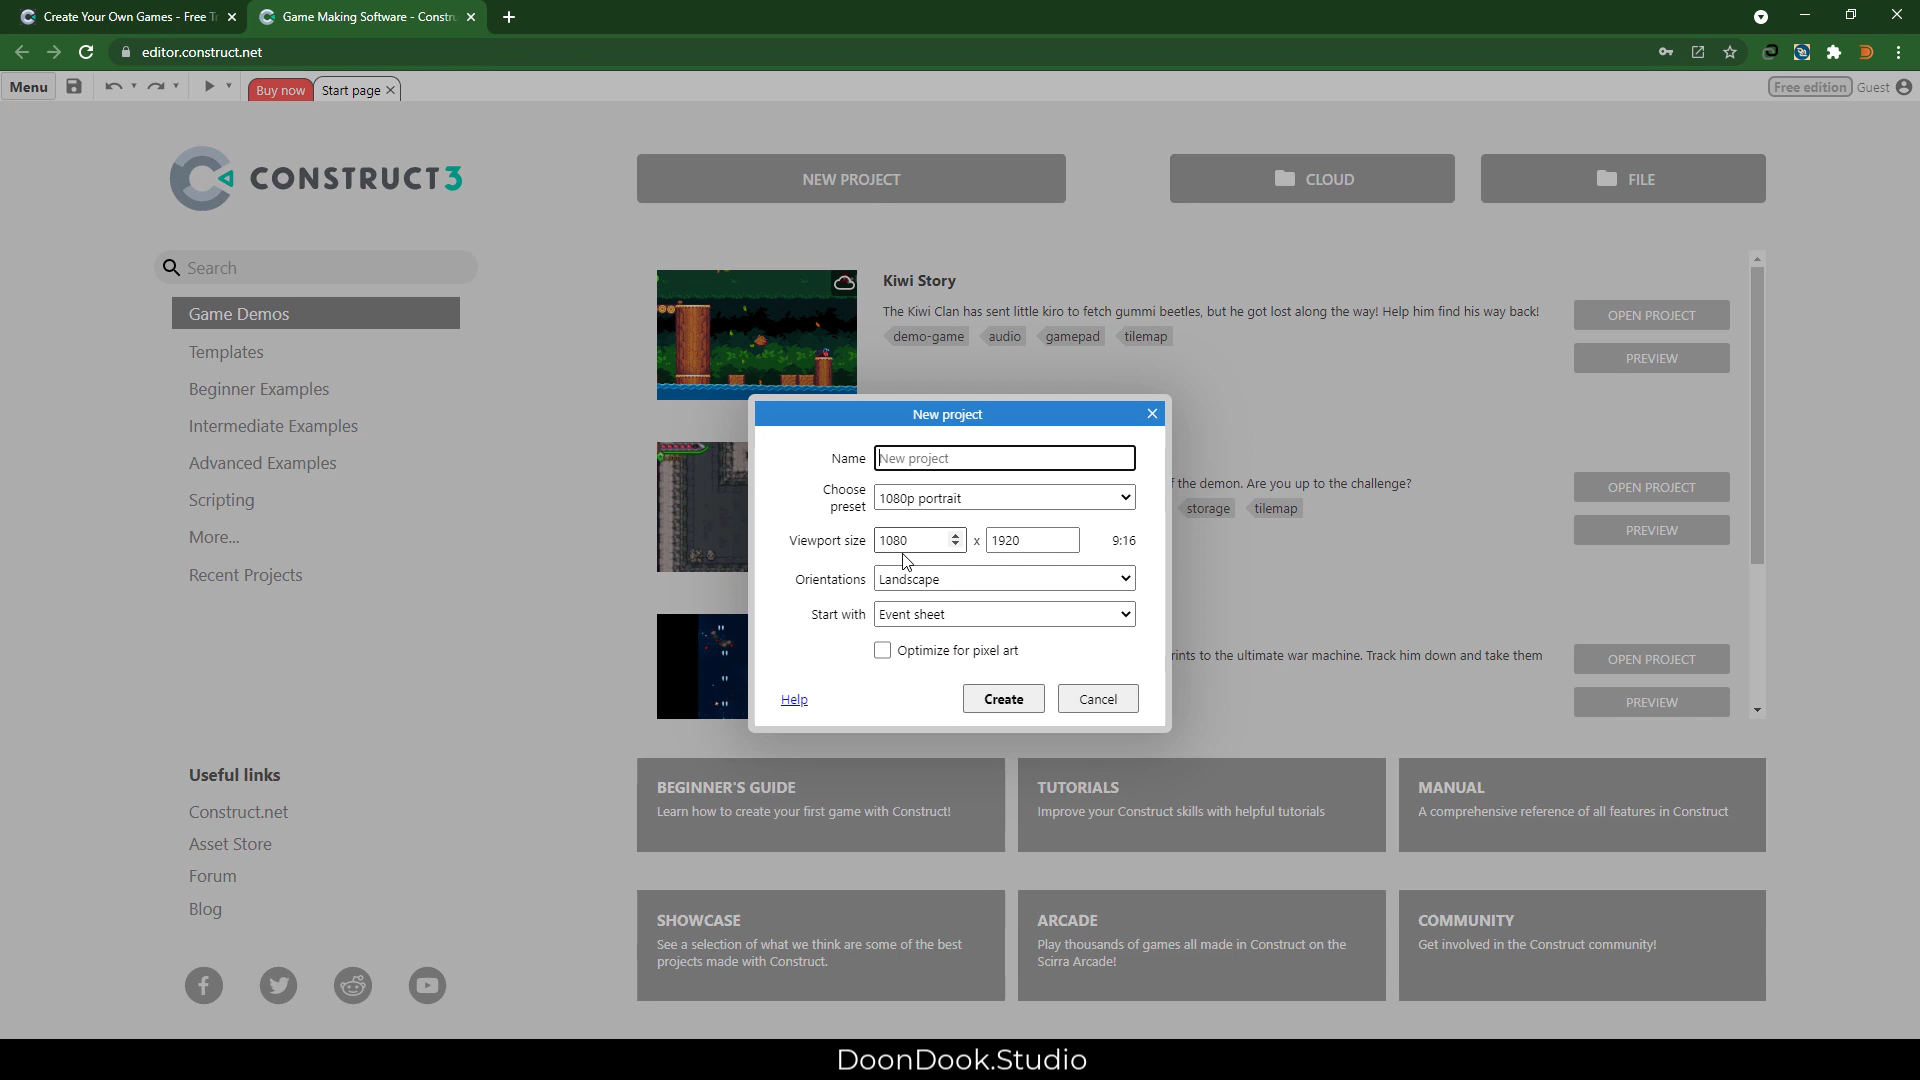 Create Your Own Games - Free T
Game Making Software - Constru
editor.construct.net
Menu
Buy now
Start page
Free edition
Guest
CONSTRUCT 3
NEW PROJECT
CLOUD
FILE
Search
Game Demos
Templates
Beginner Examples
Intermediate Examples
Advanced Examples
Scripting
More...
Recent Projects
Kiwi Story
The Kiwi Clan has sent little kiro to fetch gummi beetles, but he got lost along the way! Help him find his way back!
demo-game
audio
gamepad
tilemap
OPEN PROJECT
PREVIEW
f the demon. Are you up to the challenge?
storage
tilemap
OPEN PROJECT
PREVIEW
rints to the ultimate war machine. Track him down and take them
OPEN PROJECT
PREVIEW
New project
Name
New project
Choose
preset
1080p portrait
Viewport size
1080
x
1920
9:16
Orientations
Landscape
Start with
Event sheet
Optimize for pixel art
Help
Create
Cancel
Useful links
Construct.net
Asset Store
Forum
Blog
BEGINNER'S GUIDE
Learn how to create your first game with Construct!
TUTORIALS
Improve your Construct skills with helpful tutorials
MANUAL
A comprehensive reference of all features in Construct
SHOWCASE
See a selection of what we think are some of the best
projects made with Construct.
ARCADE
Play thousands of games all made in Construct on the
Scirra Arcade!
COMMUNITY
Get involved in the Construct community!
DoonDook.Studio